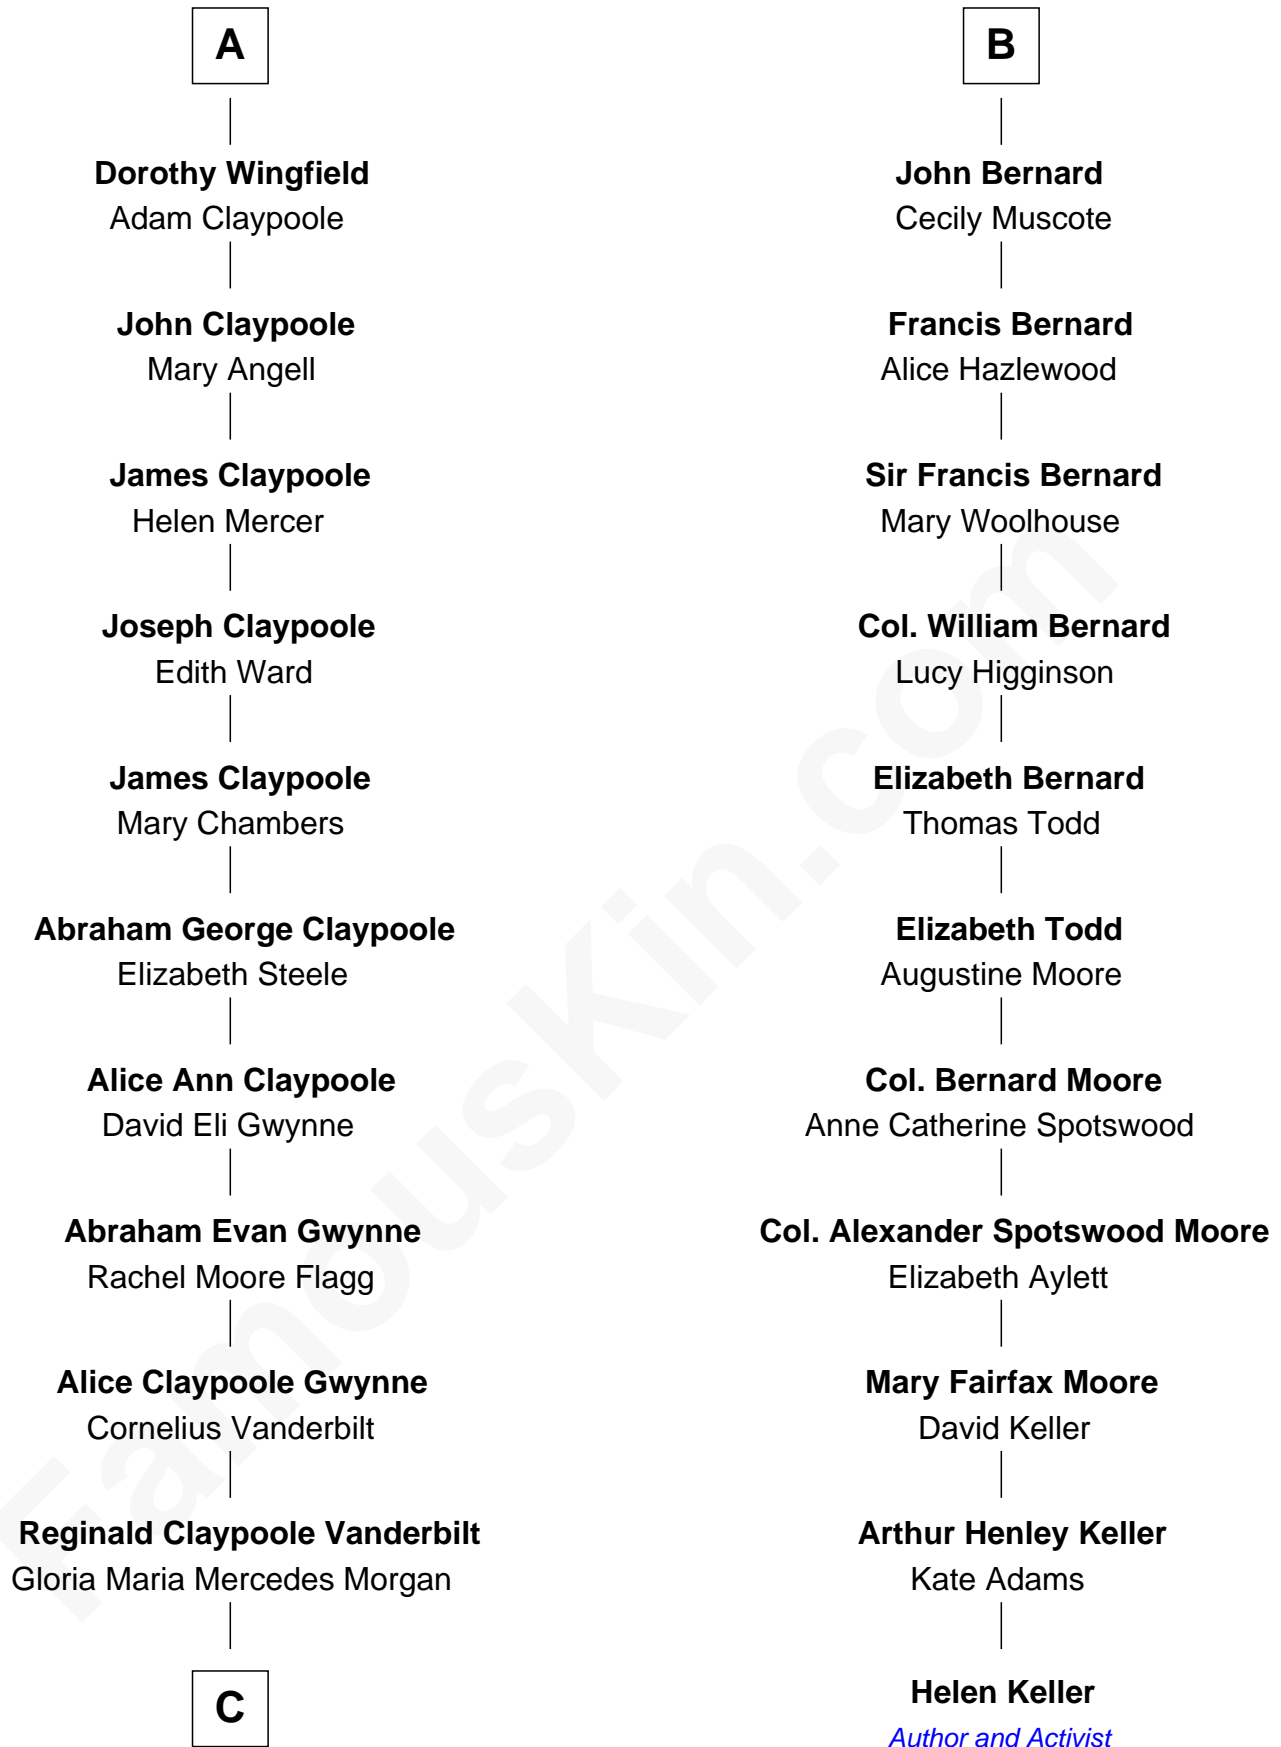 A
Dorothy Wingfield
Adam Claypoole
John Claypoole
Mary Angell
James Claypoole
Helen Mercer
Joseph Claypoole
Edith Ward
James Claypoole
Mary Chambers
Abraham George Claypoole
Elizabeth Steele
Alice Ann Claypoole
David Eli Gwynne
Abraham Evan Gwynne
Rachel Moore Flagg
Alice Claypoole Gwynne
Cornelius Vanderbilt
Reginald Claypoole Vanderbilt
Gloria Maria Mercedes Morgan
C
B
John Bernard
Cecily Muscote
Francis Bernard
Alice Hazlewood
Sir Francis Bernard
Mary Woolhouse
Col. William Bernard
Lucy Higginson
Elizabeth Bernard
Thomas Todd
Elizabeth Todd
Augustine Moore
Col. Bernard Moore
Anne Catherine Spotswood
Col. Alexander Spotswood Moore
Elizabeth Aylett
Mary Fairfax Moore
David Keller
Arthur Henley Keller
Kate Adams
Helen Keller
Author and Activist
FamousKin.com